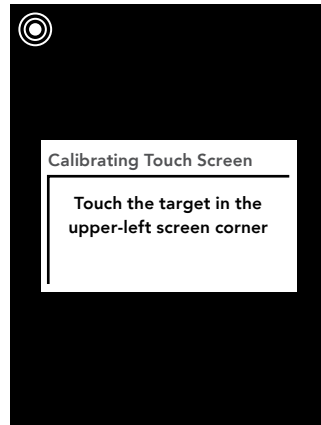 Calibrating Touch Screen
Touch the target in the
upper-left screen corner